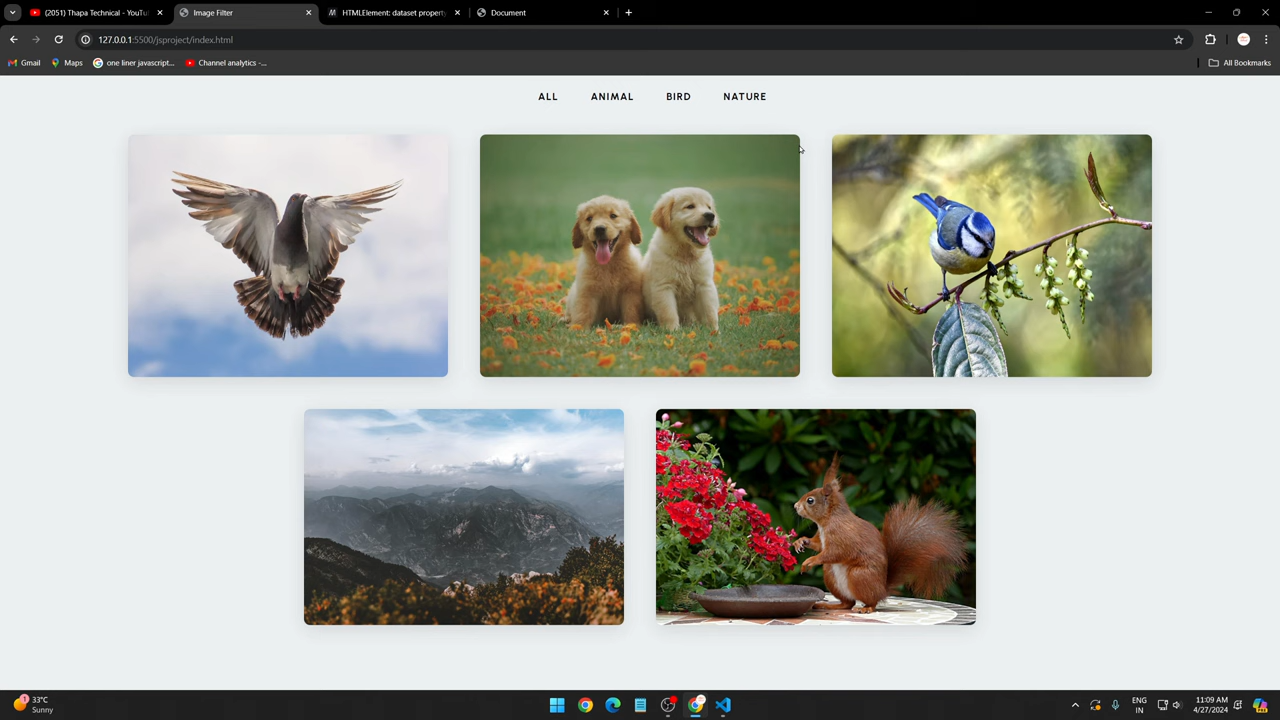 (2051) Thapa Technical - YouTu
Image Filter
HTMLElement: dataset property
Document
127.0.0.1:5500/jsproject/index.html
Gmail
Maps
one liner javascript...
Channel analytics -...
All Bookmarks
ALL
ANIMAL
BIRD
NATURE
1
33°C
Sunny
ENG
IN
11:09 AM
4/27/2024